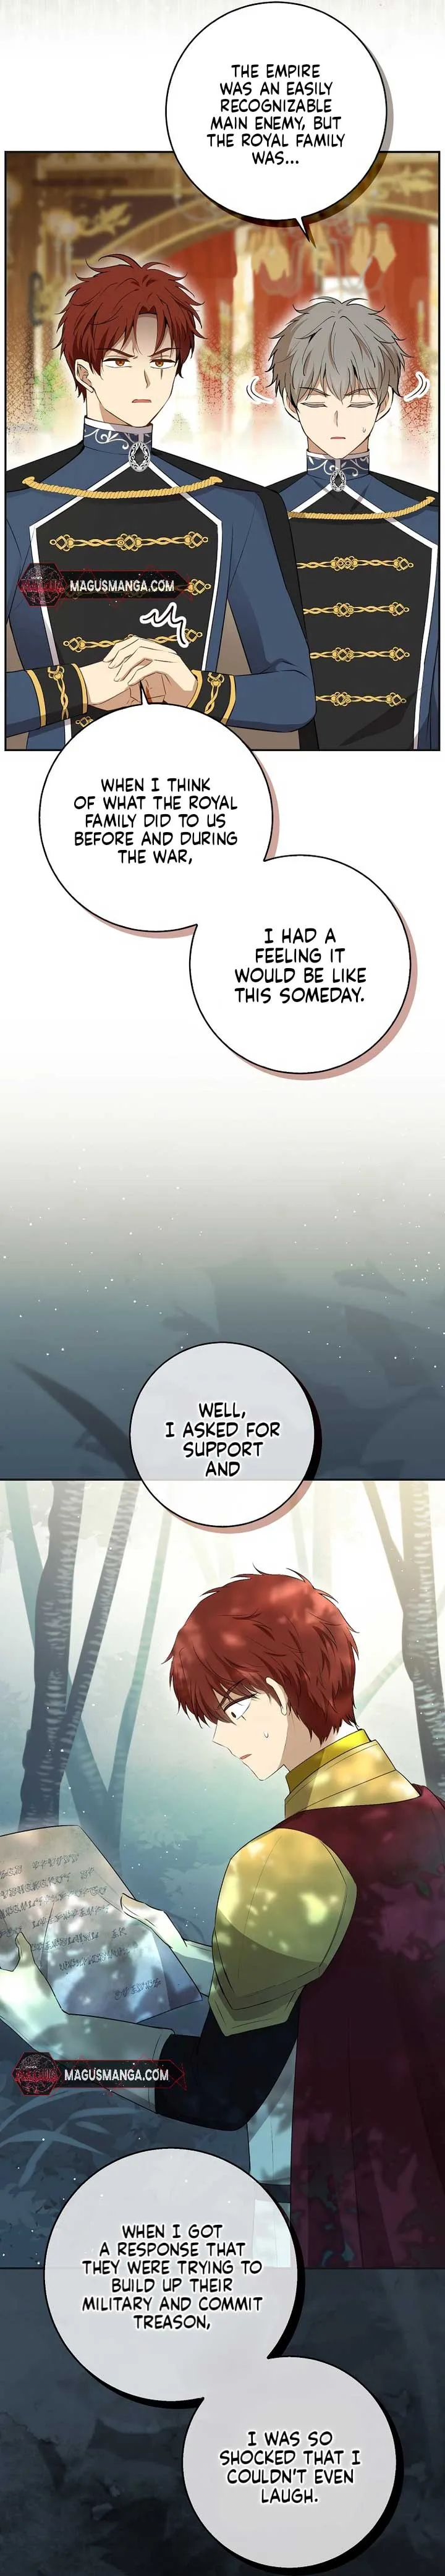 THE EMPIRE
WAS AN EASILY
RECOGNIZABLE
MAIN ENEMY, BUT
THE ROYAL FAMILY
WAS...
MAGUSMANGA.COM
WHEN I THINK
OF WHAT THE ROYAL
FAMILY DID TO US
BEFORE AND DURING
THE WAR,
I HAD A
FEELING IT
WOULD BE LIKE
THIS SOMEDAY.
WELL,
I ASKED FOR
SUPPORT
AND
MAGUSMANGA.COM
WHEN I GOT
A RESPONSE THAT
THEY WERE TRYING TO
BUILD UP THEIR
MILITARY AND COMMIT
TREASON,
I WAS SO
SHOCKED THAT I
COULDN'T EVEN
LAUGH.